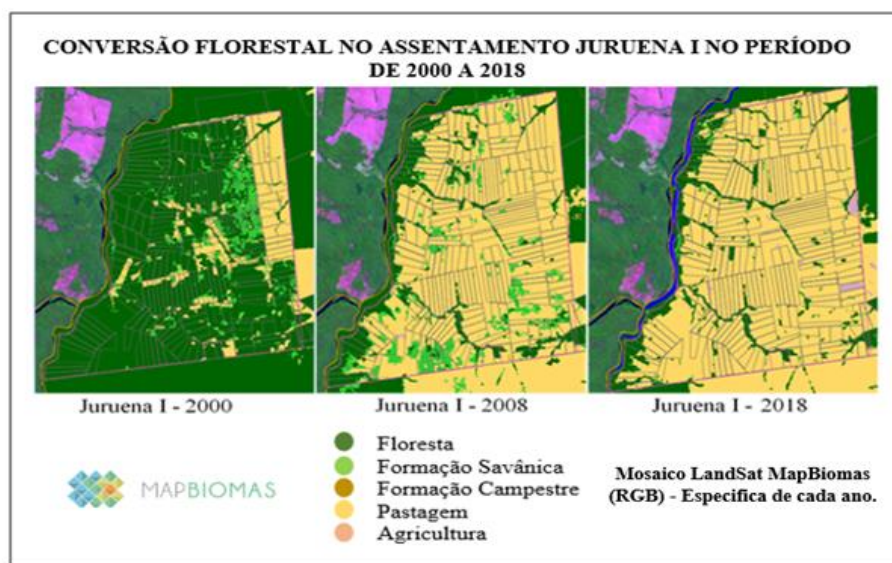 CONVERSÃO FLORESTAL NO ASSENTAMENTO JURUENA I NO PERÍODO
DE 2000 A 2018
Juruena I - 2000
Juruena I - 2008
Juruena I - 2018
Floresta
Formação Savânica
Formação Campestre
Pastagem
Agricultura
MAPBIOMAS
Mosaico LandSat MapBiomas
(RGB) - Especifica de cada ano.